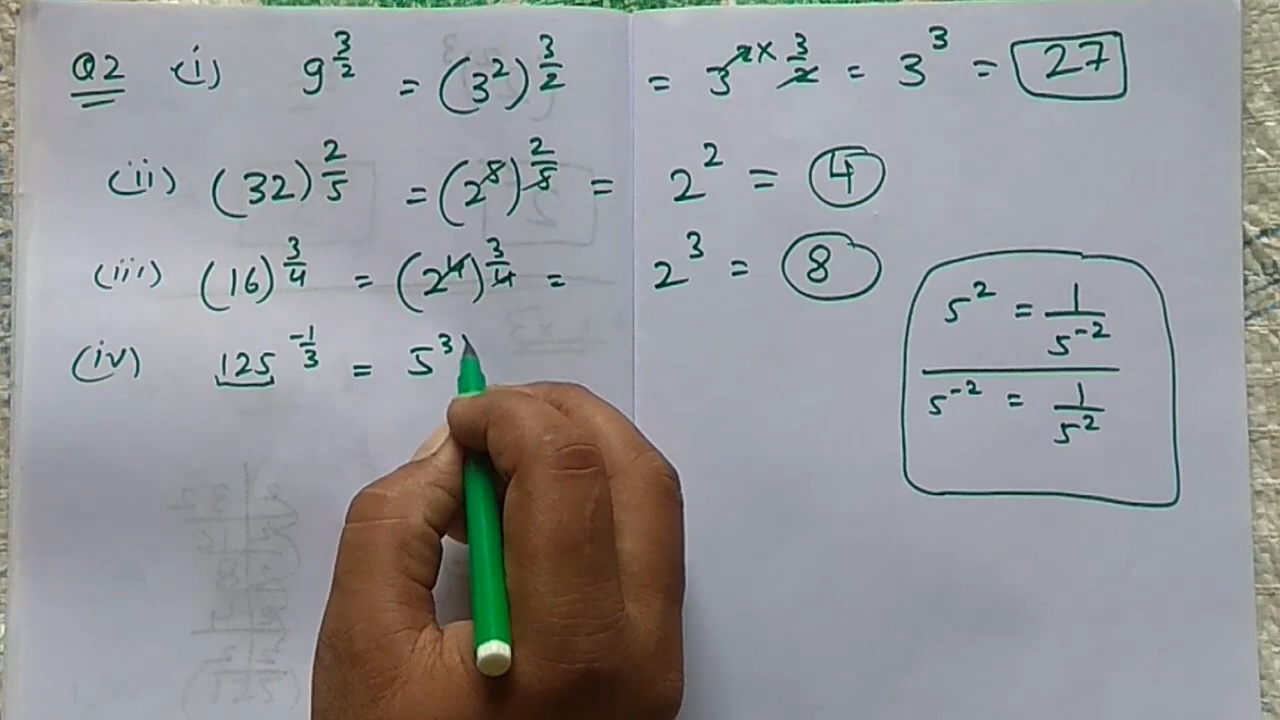 Q2 (i) 9^(3/2) = (3^2)^(3/2) = 3^(2 × 3/2) = 3^3 = 27
(ii) (32)^(2/5) = (2^5)^(2/5) = 2^2 = 4
(iii) (16)^(3/4) = (2^4)^(3/4) = 2^3 = 8
(iv) 125^(-1/3) = 5^3
5^2 = 1/5^-2
5^-2 = 1/5^2